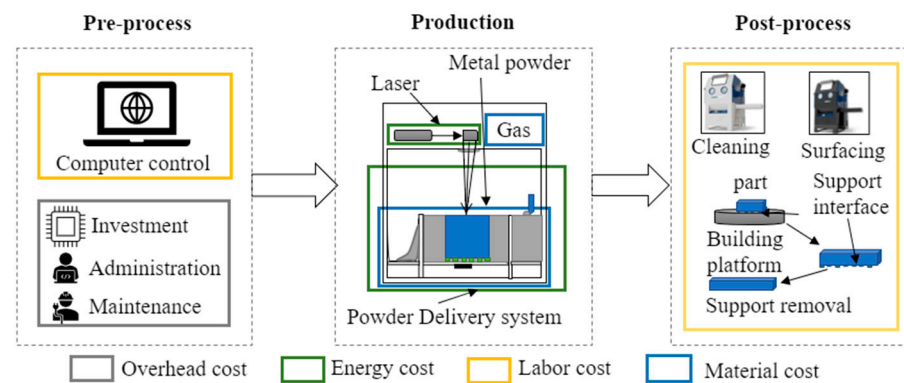 Pre-process
Production
Post-process
Computer control
Investment
Administration
Maintenance
Metal powder
Laser
Gas
Powder Delivery system
Cleaning
Surfacing
part
Support
interface
Building
platform
Support removal
Overhead cost
Energy cost
Labor cost
Material cost